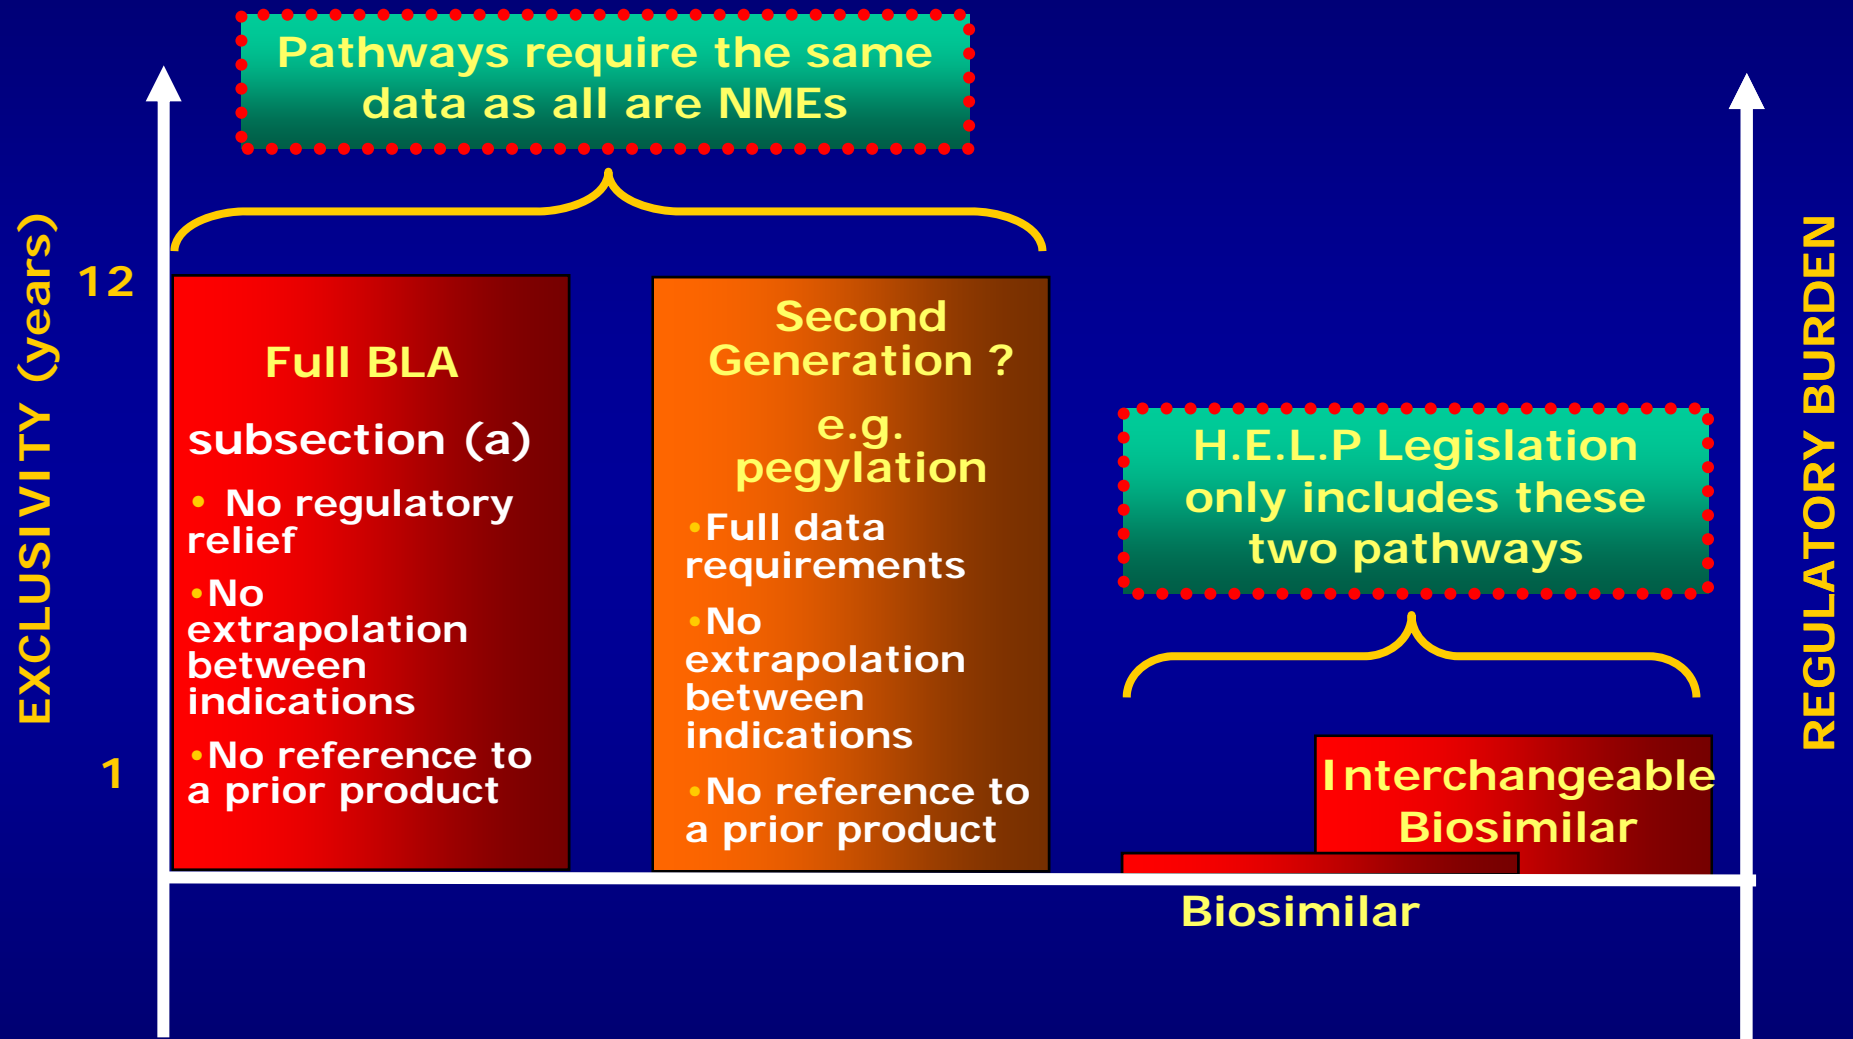 Pathways require the same
data as all are NMEs
EXCLUSIVITY (years)
12
1
Full BLA
subsection (a)
• No regulatory
relief
•No
extrapolation
between
indications
•No reference to
a prior product
Second
Generation ?
e.g.
pegylation
•Full data
requirements
•No
extrapolation
between
indications
•No reference to
a prior product
H.E.L.P Legislation
only includes these
two pathways
Interchangeable
Biosimilar
Biosimilar
REGULATORY BURDEN